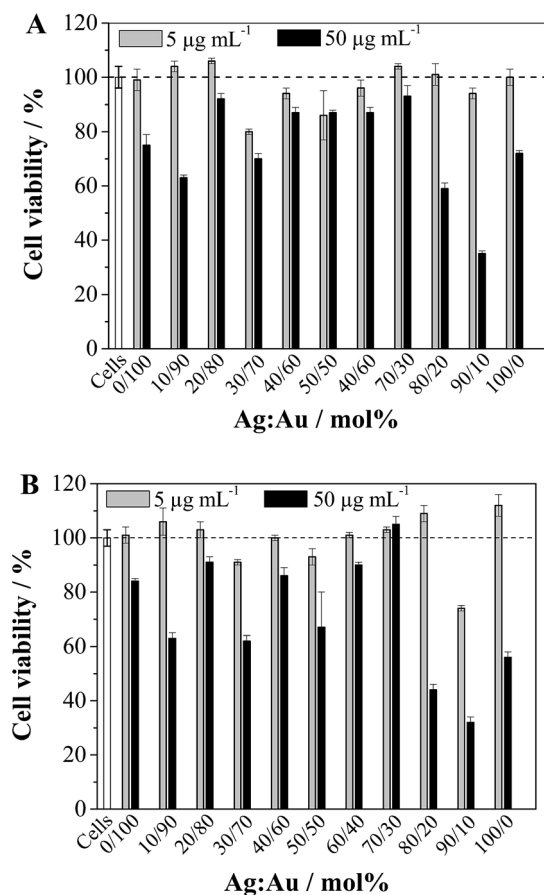 A
5 µg mL⁻¹ 50 µg mL⁻¹
120
100
80
60
40
20
0
Cell viability / %
Cells 0/100 10/90 20/80 30/70 40/60 50/50 40/60 70/30 80/20 90/10 100/0
Ag:Au / mol%
B
5 µg mL⁻¹ 50 µg mL⁻¹
120
100
80
60
40
20
0
Cell viability / %
Cells 0/100 10/90 20/80 30/70 40/60 50/50 60/40 70/30 80/20 90/10 100/0
Ag:Au / mol%